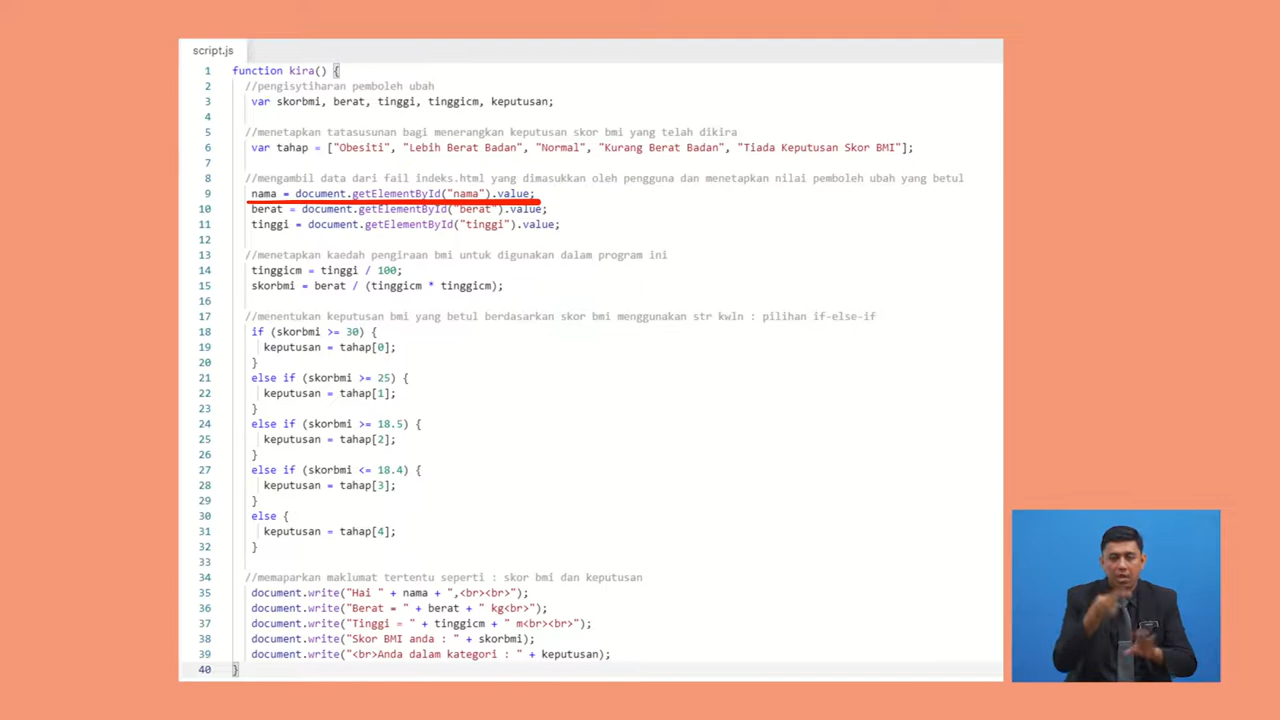 script.js
1 function kira() {
2 //pengisytiharan pemboleh ubah
3 var skorbmi, berat, tinggi, tinggicm, keputusan;
4
5 //menetapkan tatasusunan bagi menerangkan keputusan skor bmi yang telah dikira
6 var tahap = ["Obesiti", "Lebih Berat Badan", "Normal", "Kurang Berat Badan", "Tiada Keputusan Skor BMI"];
7
8 //mengambil data dari fail indeks.html yang dimasukkan oleh pengguna dan menetapkan nilai pemboleh ubah yang betul
9 nama = document.getElementById("nama").value;
10 berat = document.getElementById("berat").value;
11 tinggi = document.getElementById("tinggi").value;
12
13 //menetapkan kaedah pengiraan bmi untuk digunakan dalam program ini
14 tinggicm = tinggi / 100;
15 skorbmi = berat / (tinggicm * tinggicm);
16
17 //menentukan keputusan bmi yang betul berdasarkan skor bmi menggunakan str kwln : pilihan if-else-if
18 if (skorbmi >= 30) {
19 keputusan = tahap[0];
20 }
21 else if (skorbmi >= 25) {
22 keputusan = tahap[1];
23 }
24 else if (skorbmi >= 18.5) {
25 keputusan = tahap[2];
26 }
27 else if (skorbmi <= 18.4) {
28 keputusan = tahap[3];
29 }
30 else {
31 keputusan = tahap[4];
32 }
33
34 //memaparkan maklumat tertentu seperti : skor bmi dan keputusan
35 document.write("Hai " + nama + ",<br><br>");
36 document.write("Berat = " + berat + " kg<br>");
37 document.write("Tinggi = " + tinggicm + " m<br><br>");
38 document.write("Skor BMI anda : " + skorbmi);
39 document.write("<br>Anda dalam kategori : " + keputusan);
40 }